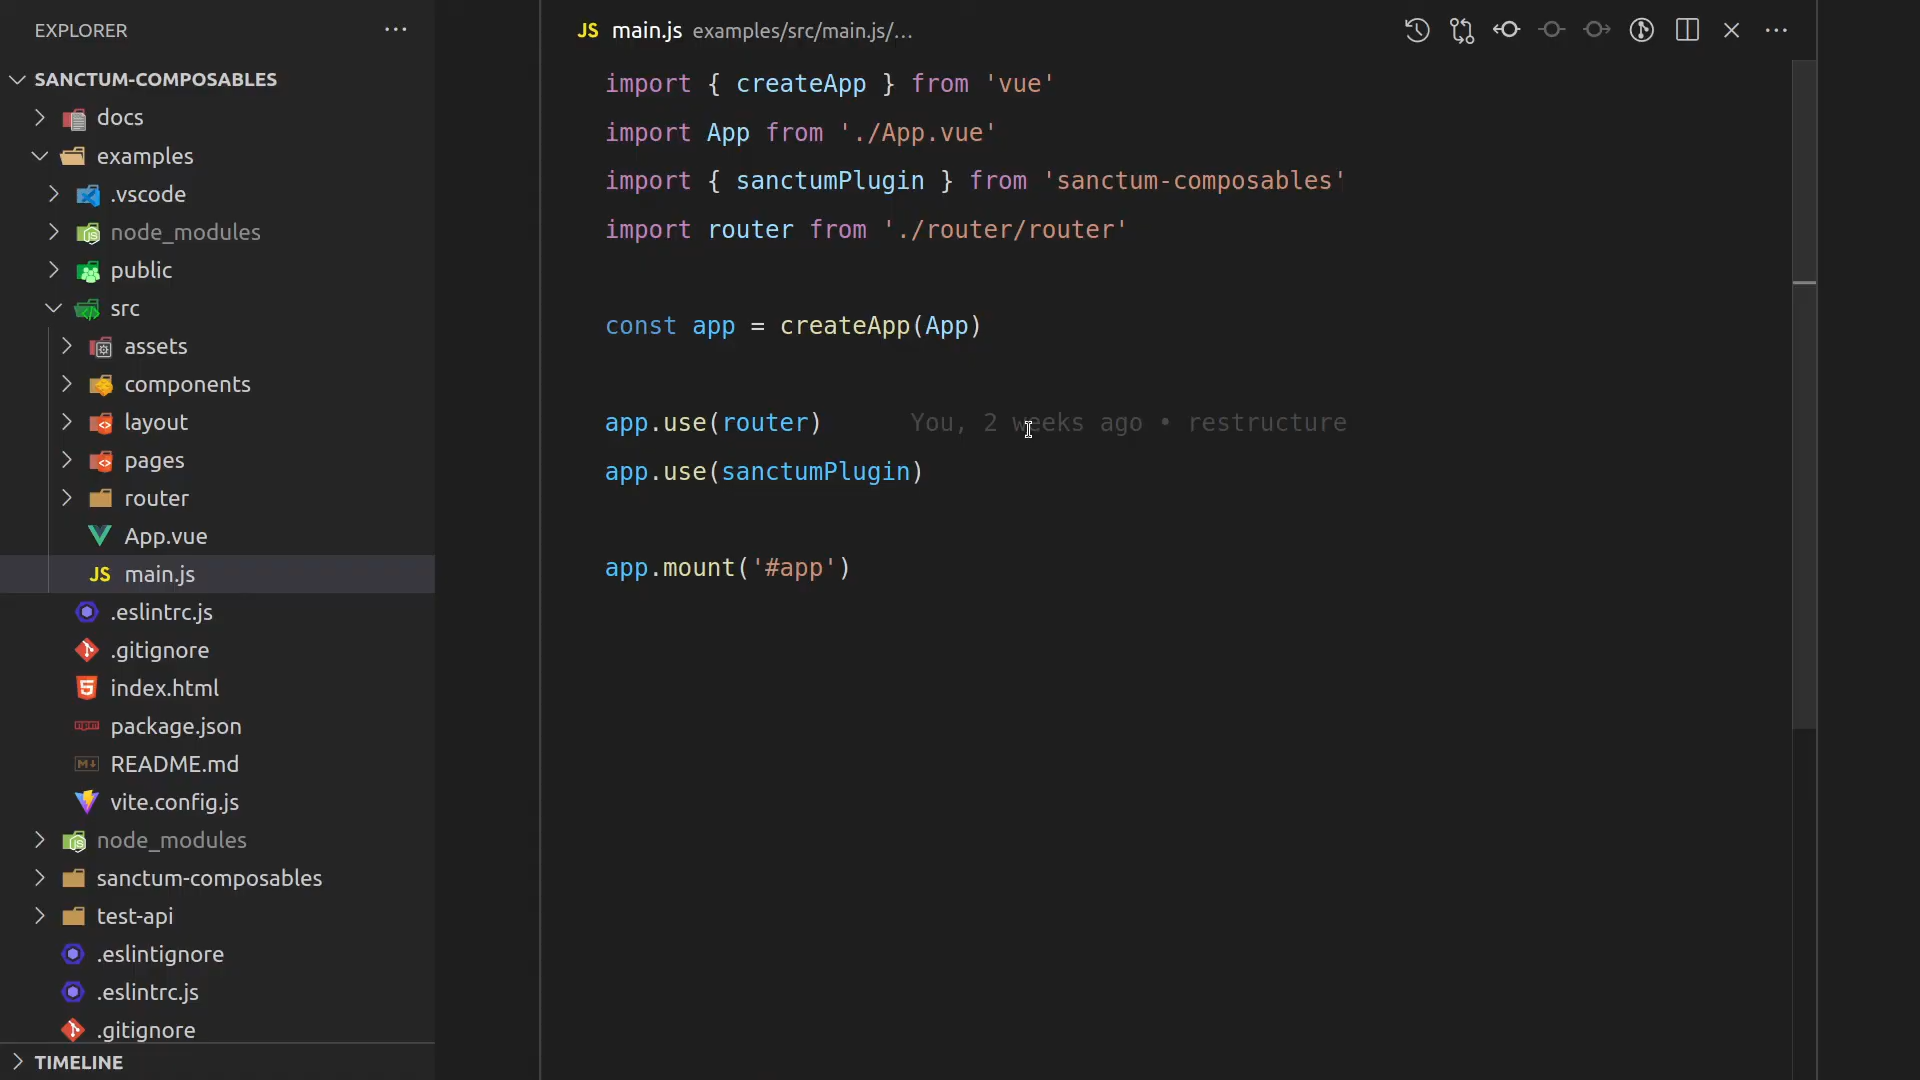 EXPLORER
SANCTUM-COMPOSABLES
docs
examples
.vscode
node_modules
public
src
assets
components
layout
pages
router
App.vue
JS main.js
.eslintrc.js
.gitignore
index.html
package.json
README.md
vite.config.js
node_modules
sanctum-composables
test-api
.eslintignore
.eslintrc.js
.gitignore
TIMELINE
JS main.js examples/src/main.js/...
import { createApp } from 'vue'
import App from './App.vue'
import { sanctumPlugin } from 'sanctum-composables'
import router from './router/router'
const app = createApp(App)
app.use(router) You, 2 weeks ago • restructure
app.use(sanctumPlugin)
app.mount('#app')